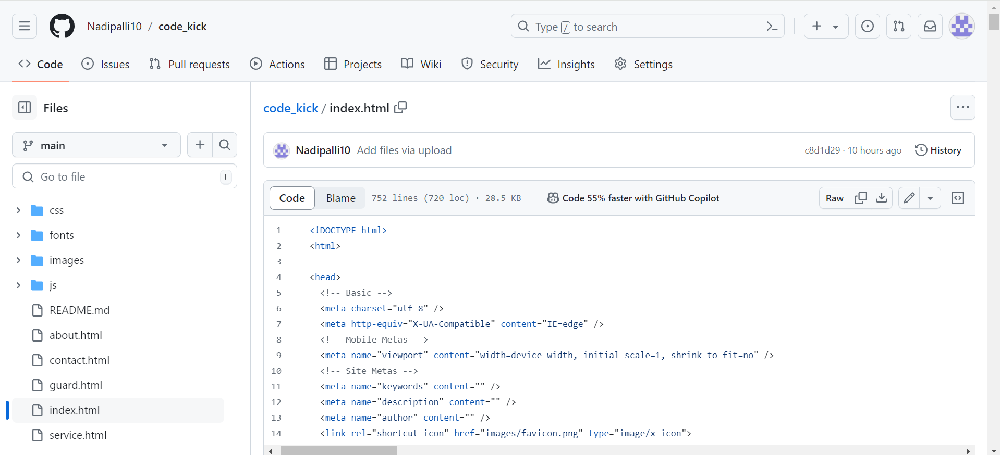 Nadipalli10 / code_kick
Type / to search
Code
Issues
Pull requests
Actions
Projects
Wiki
Security
Insights
Settings
Files
main
Go to file
t
css
fonts
images
js
README.md
about.html
contact.html
guard.html
index.html
service.html
code_kick / index.html
Nadipalli10 Add files via upload
c8d1d29 · 10 hours ago
History
Code
Blame
752 lines (720 loc) · 28.5 KB
Code 55% faster with GitHub Copilot
Raw
1 <!DOCTYPE html>
2 <html>
3
4 <head>
5 <!-- Basic -->
6 <meta charset="utf-8" />
7 <meta http-equiv="X-UA-Compatible" content="IE=edge" />
8 <!-- Mobile Metas -->
9 <meta name="viewport" content="width=device-width, initial-scale=1, shrink-to-fit=no" />
10 <!-- Site Metas -->
11 <meta name="keywords" content="" />
12 <meta name="description" content="" />
13 <meta name="author" content="" />
14 <link rel="shortcut icon" href="images/favicon.png" type="image/x-icon">